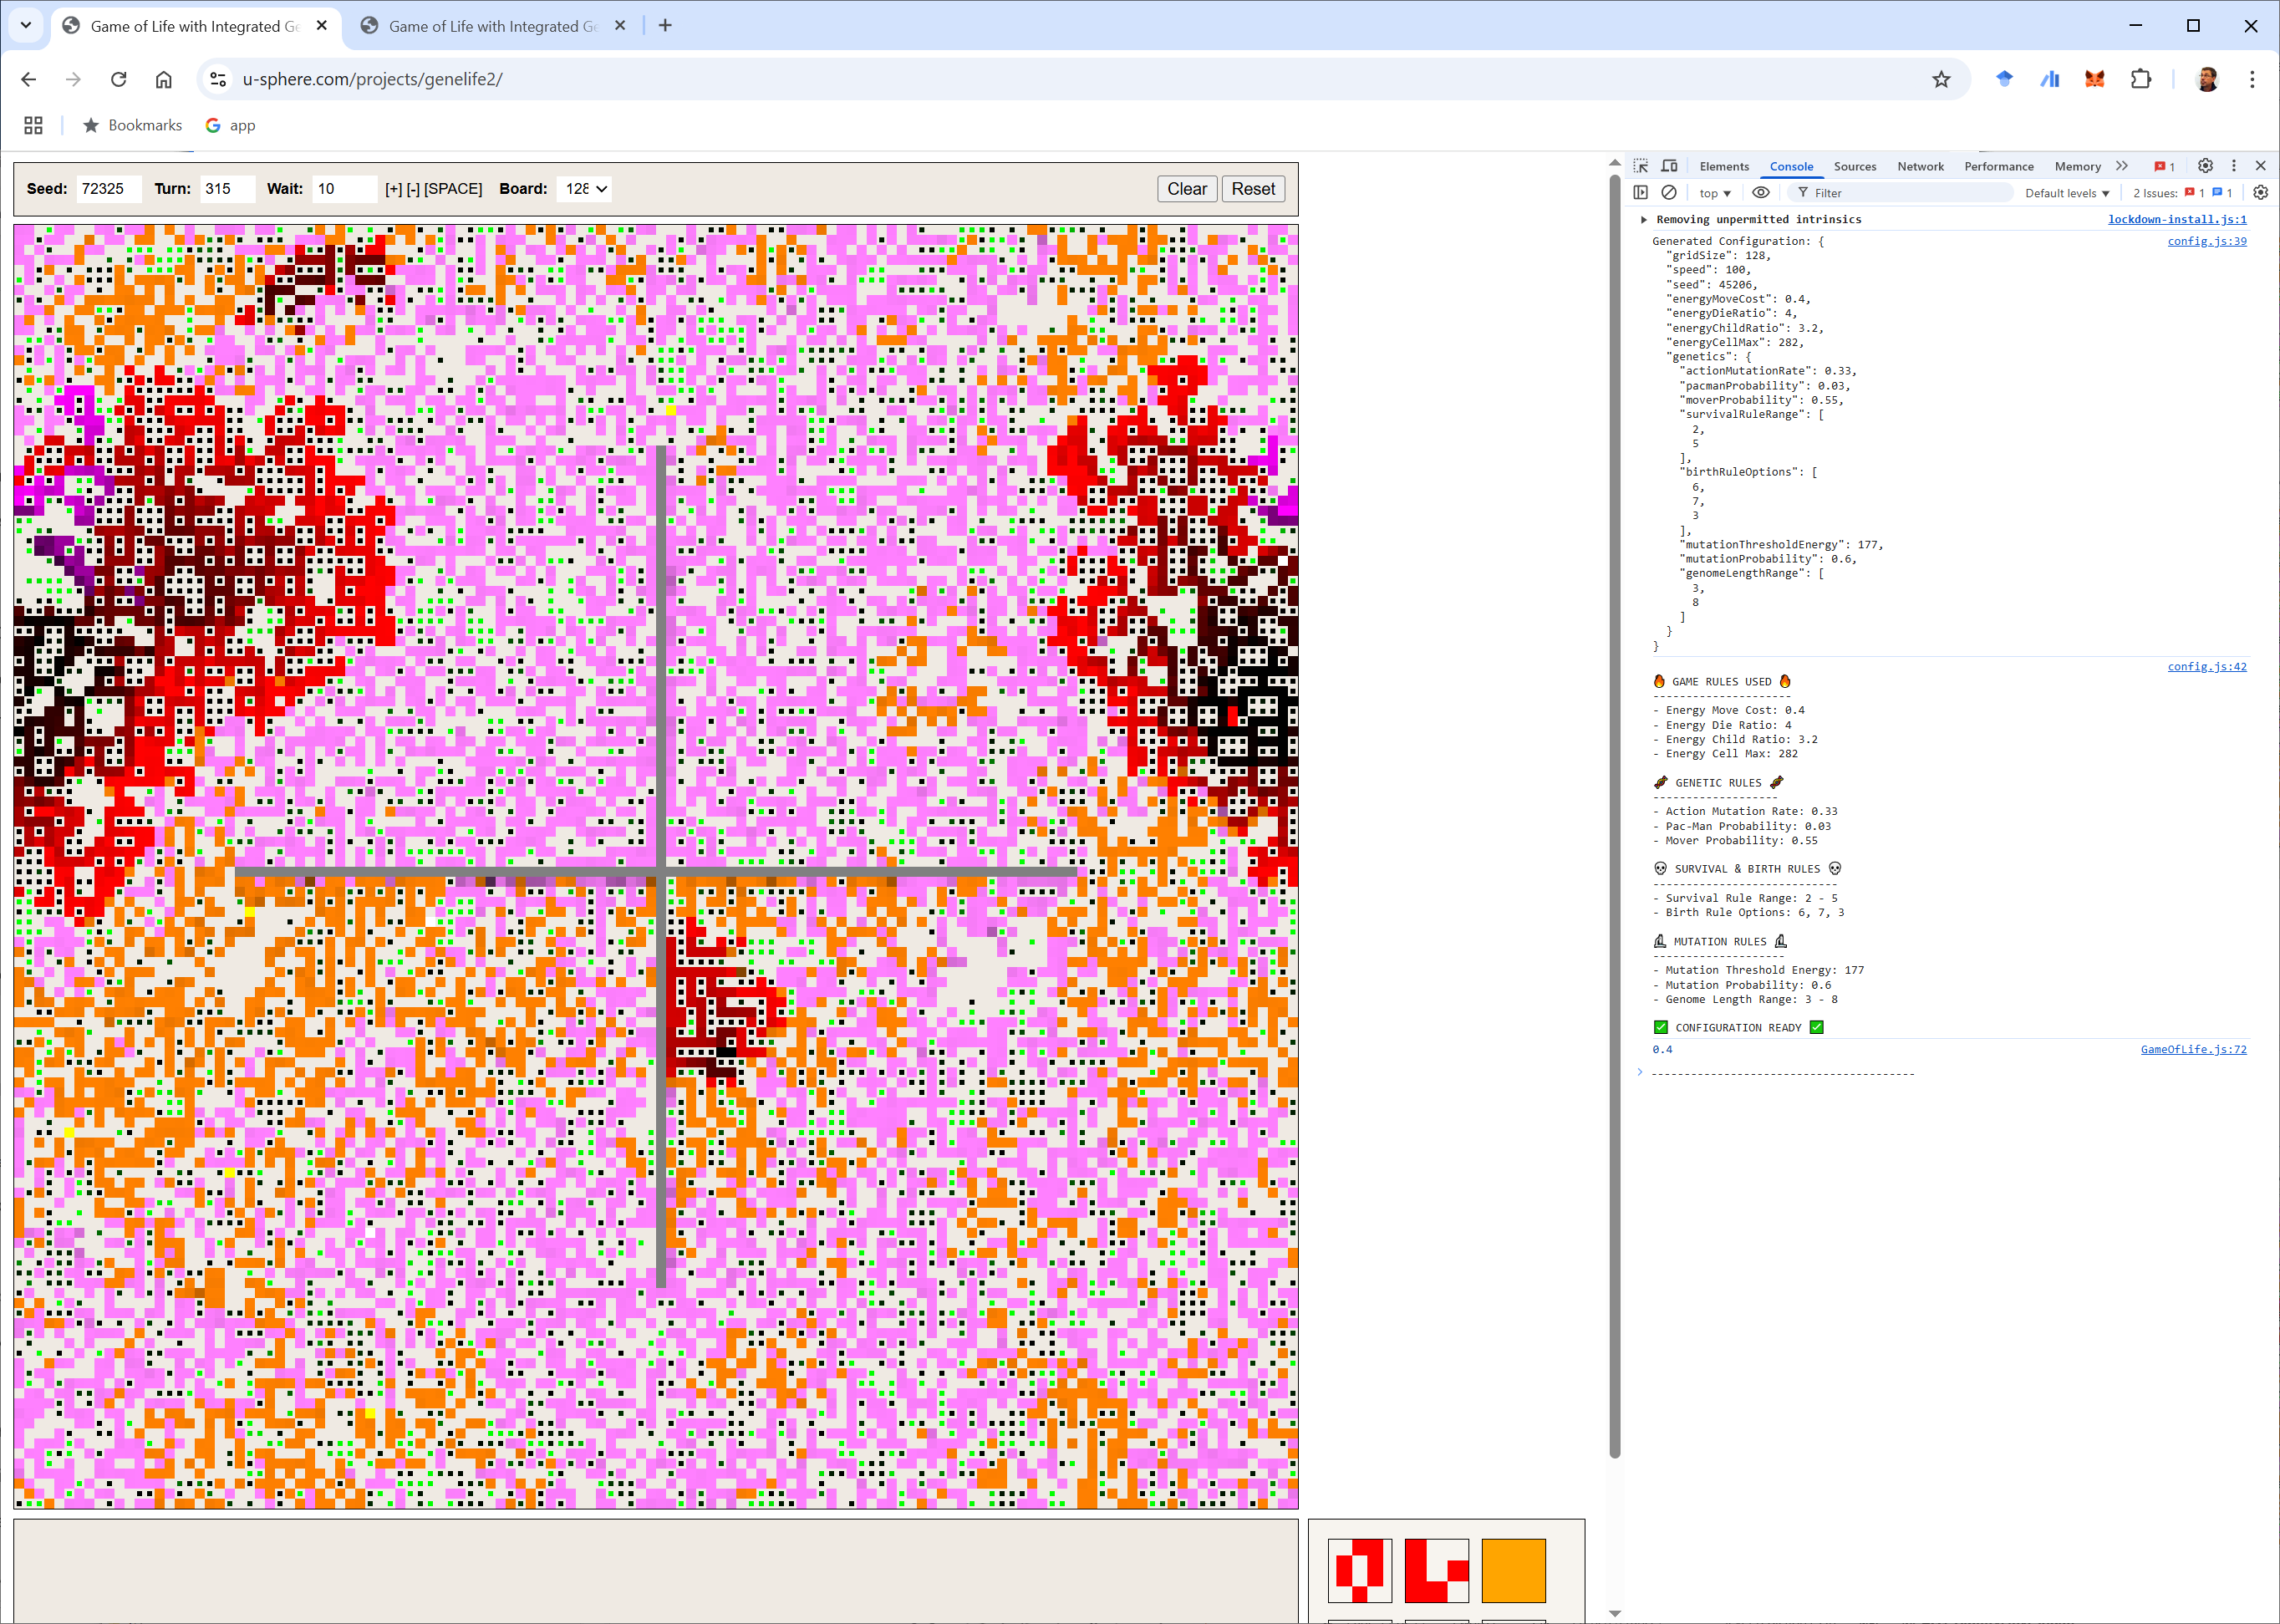 Game of Life with Integrated Ge
Game of Life with Integrated Ge
u-sphere.com/projects/genelife2/
Bookmarks
app
Seed: 72325 Turn: 315 Wait: 10 [+] [-] [SPACE] Board: 128 Clear Reset
Elements Console Sources Network Performance Memory 1
top Filter Default levels 2 Issues: 1 1
Removing unpermitted intrinsics lockdown-install.js:1
Generated Configuration: { config.js:39
"gridSize": 128,
"speed": 100,
"seed": 45206,
"energyMoveCost": 0.4,
"energyDieRatio": 4,
"energyChildRatio": 3.2,
"energyCellMax": 282,
"genetics": {
"actionMutationRate": 0.33,
"pacmanProbability": 0.03,
"moverProbability": 0.55,
"survivalRuleRange": [
2,
5
],
"birthRuleOptions": [
6,
7,
3
],
"mutationThresholdEnergy": 177,
"mutationProbability": 0.6,
"genomeLengthRange": [
3,
8
]
}
}
config.js:42
🔥 GAME RULES USED 🔥
---------------------
- Energy Move Cost: 0.4
- Energy Die Ratio: 4
- Energy Child Ratio: 3.2
- Energy Cell Max: 282
GENETIC RULES
-------------------
- Action Mutation Rate: 0.33
- Pac-Man Probability: 0.03
- Mover Probability: 0.55
💀 SURVIVAL & BIRTH RULES 💀
----------------------------
- Survival Rule Range: 2 - 5
- Birth Rule Options: 6, 7, 3
MUTATION RULES
--------------------
- Mutation Threshold Energy: 177
- Mutation Probability: 0.6
- Genome Length Range: 3 - 8
✅ CONFIGURATION READY ✅
0.4 GameOfLife.js:72
----------------------------------------